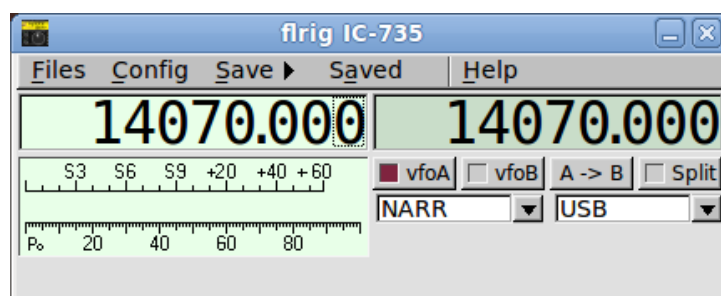 flrig IC-735
Files Config Save Saved Help
14070.000 14070.000
S3 S6 S9 +20 +40 +60
vfoA vfoB A -> B Split
NARR USB
Po 20 40 60 80